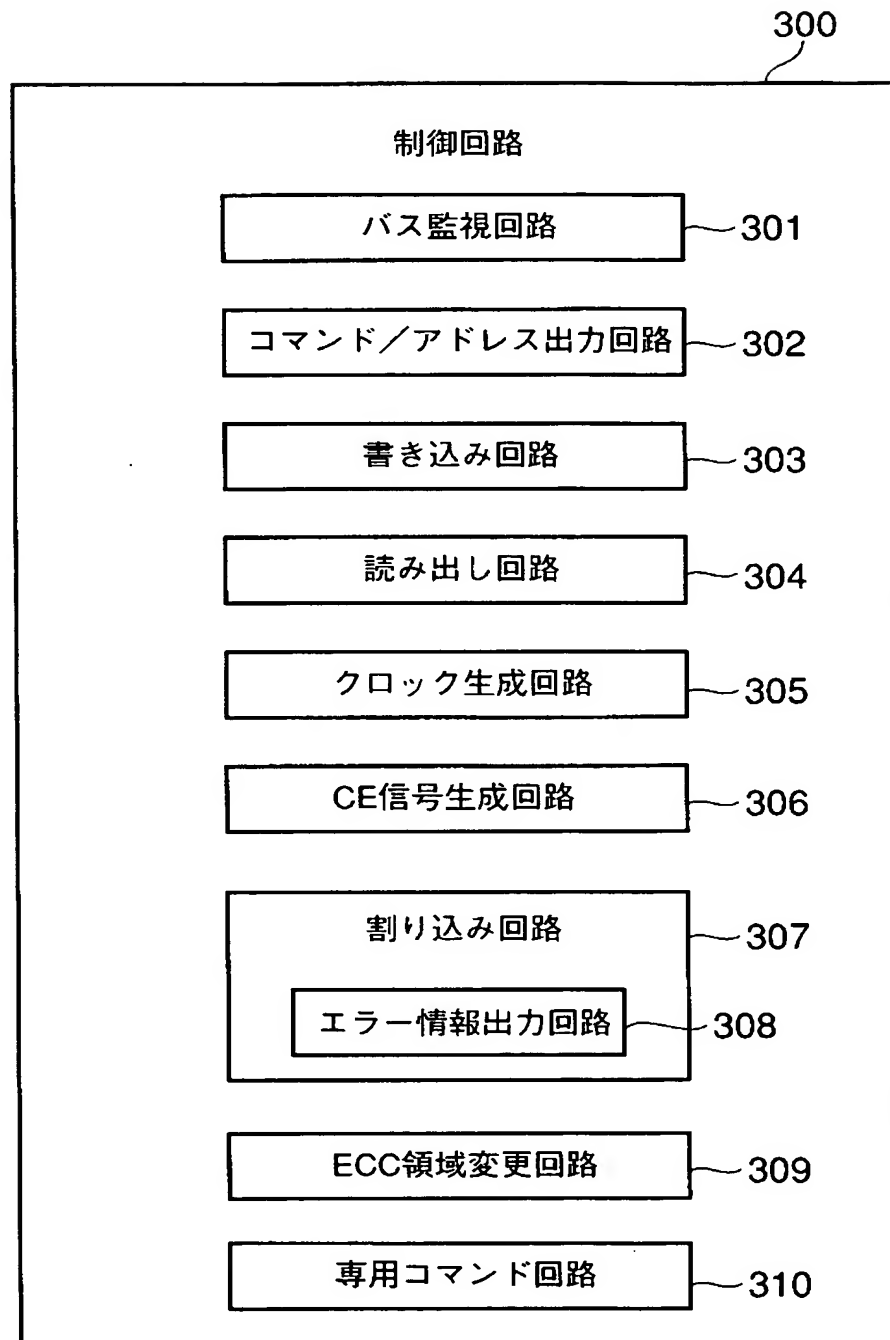 300
制御回路
バス監視回路 301
コマンド／アドレス出力回路 302
書き込み回路 303
読み出し回路 304
クロック生成回路 305
CE信号生成回路 306
割り込み回路 307
エラー情報出力回路 308
ECC領域変更回路 309
専用コマンド回路 310